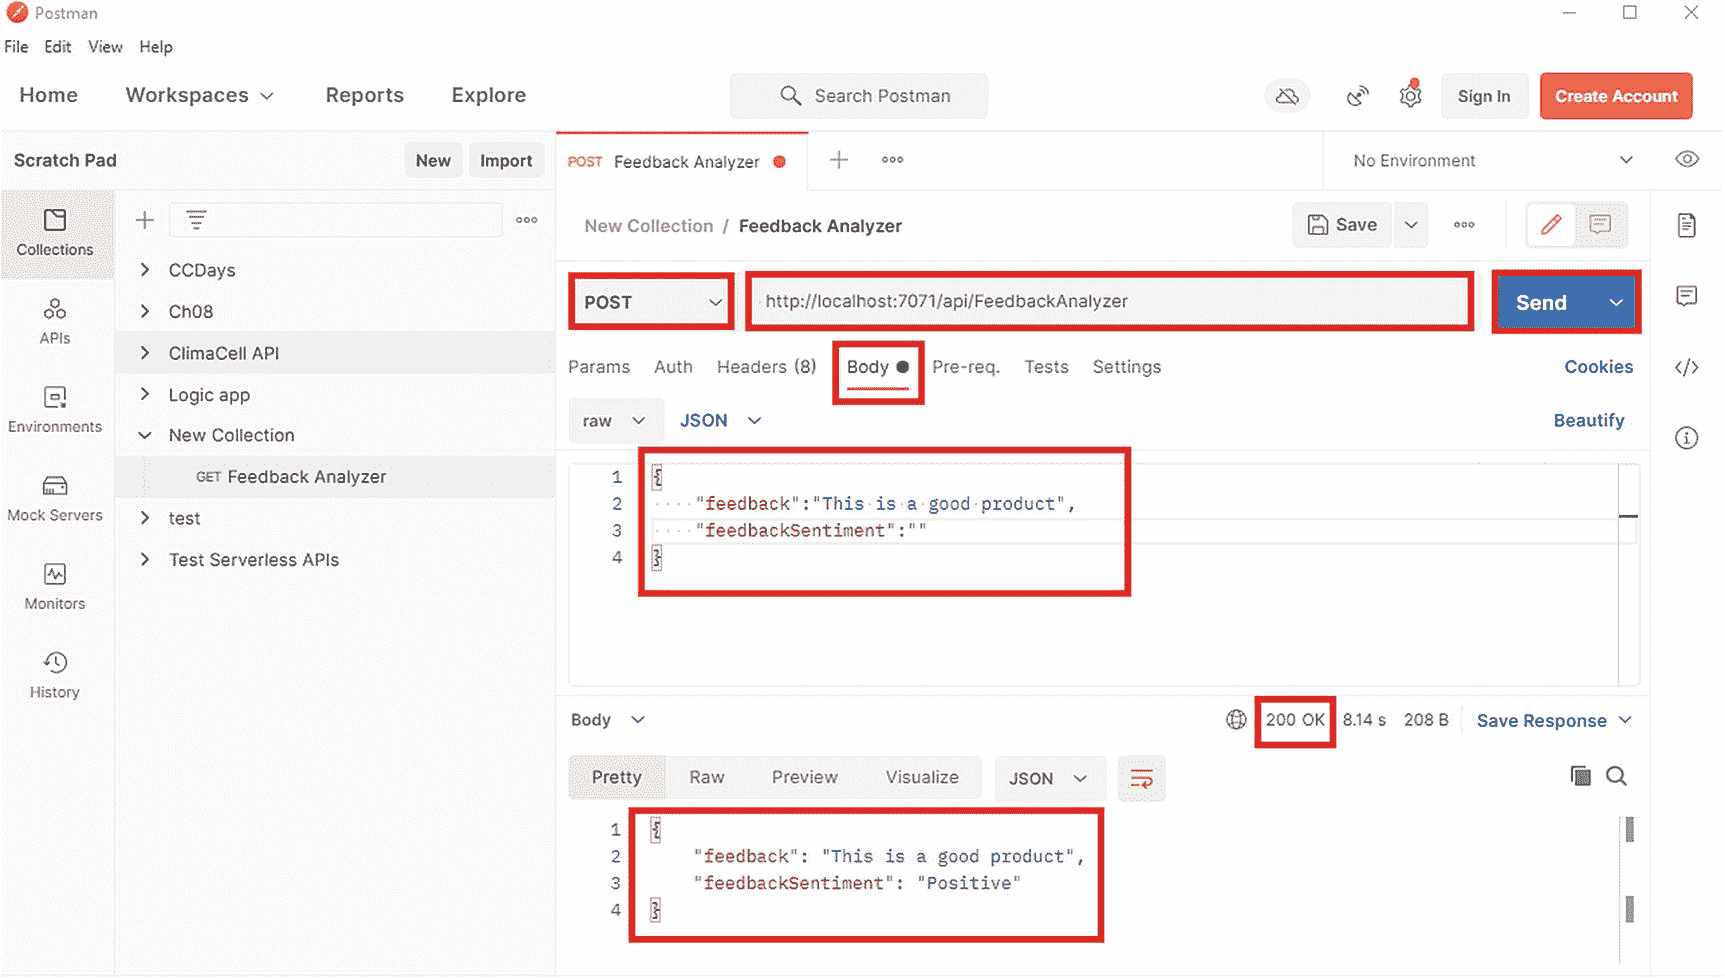 Postman
File Edit View Help
Home Workspaces Reports Explore Search Postman Sign In Create Account
Scratch Pad New Import POST Feedback Analyzer No Environment
Collections
APIs
Environments
Mock Servers
Monitors
History
CCDays
Ch08
ClimaCell API
Logic app
New Collection
GET Feedback Analyzer
test
Test Serverless APIs
New Collection / Feedback Analyzer Save
POST http://localhost:7071/api/FeedbackAnalyzer Send
Params Auth Headers (8) Body Pre-req. Tests Settings Cookies
raw JSON Beautify
1 {
2 "feedback":"This is a good product",
3 "feedbackSentiment":""
4 }
Body 200 OK 8.14 s 208 B Save Response
Pretty Raw Preview Visualize JSON
1 {
2 "feedback": "This is a good product",
3 "feedbackSentiment": "Positive"
4 }